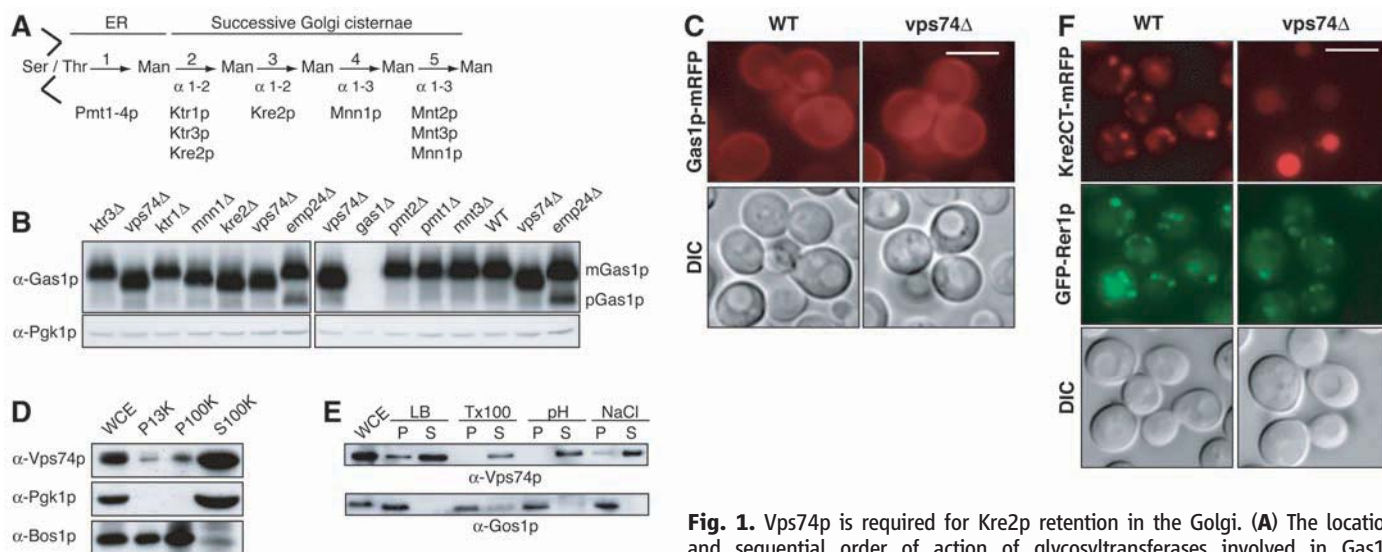 A
ER Successive Golgi cisternae
Ser / Thr 1 Man 2 Man 3 Man 4 Man 5 Man
α 1-2 α 1-2 α 1-3 α 1-3
Pmt1-4p Ktr1p Kre2p Mnn1p Mnt2p
Ktr3p Mnt3p
Kre2p Mnn1p
B
ktr3Δ vps74Δ ktr1Δ mnn1Δ kre2Δ vps74Δ emp24Δ vps74Δ gas1Δ pmt2Δ pmt1Δ mnt3Δ WT vps74Δ emp24Δ
α-Gas1p mGas1p
pGas1p
α-Pgk1p
C
WT vps74Δ
Gas1p-mRFP
DIC
D
WCE P13K P100K S100K
α-Vps74p
α-Pgk1p
α-Bos1p
E
WCE LB Tx100 pH NaCl
P S P S P S P S
α-Vps74p
α-Gos1p
F
WT vps74Δ
Kre2CT-mRFP
GFP-Rer1p
DIC
Fig. 1. Vps74p is required for Kre2p retention in the Golgi. (A) The locatio
and sequential order of action of glycosyltransferases involved in Gas1